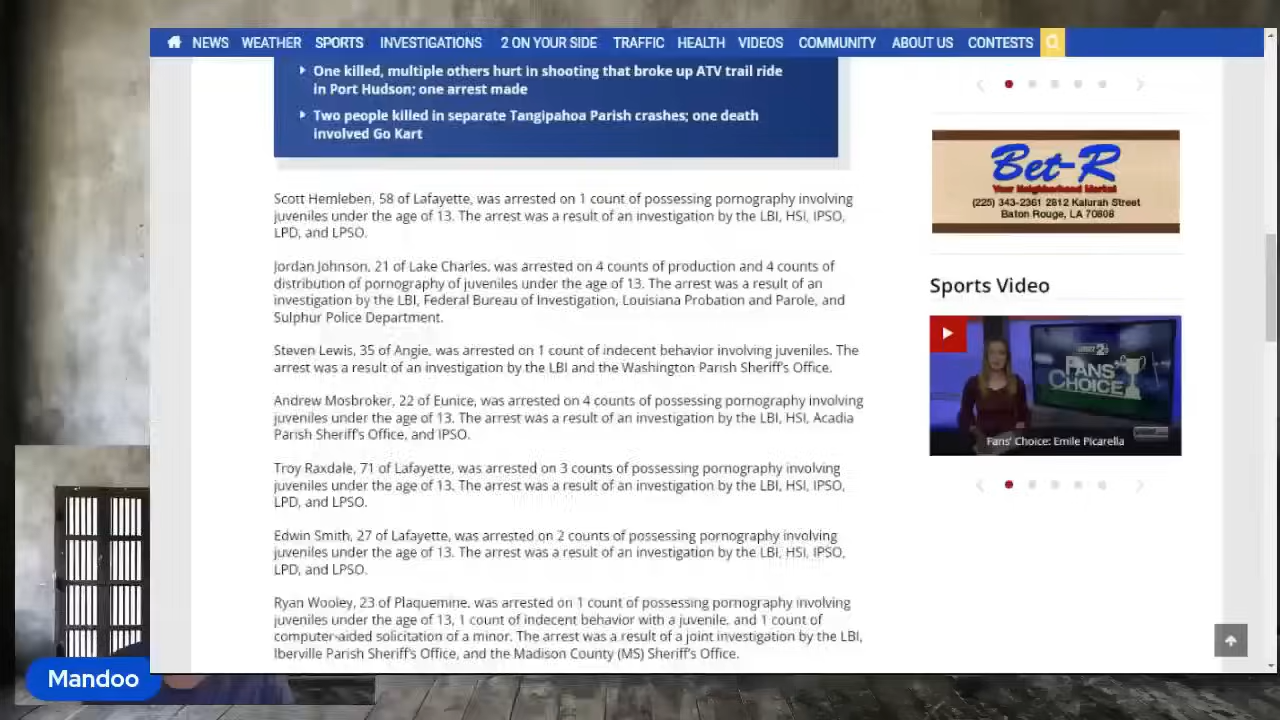 NEWS WEATHER SPORTS INVESTIGATIONS 2 ON YOUR SIDE TRAFFIC HEALTH VIDEOS COMMUNITY ABOUT US CONTESTS
One killed, multiple others hurt in shooting that broke up ATV trail ride
in Port Hudson; one arrest made
Two people killed in separate Tangipahoa Parish crashes; one death
involved Go Kart
Scott Hemleben, 58 of Lafayette, was arrested on 1 count of possessing pornography involving
juveniles under the age of 13. The arrest was a result of an investigation by the LBI, HSI, IPSO,
LPD, and LPSO.
Jordan Johnson, 21 of Lake Charles, was arrested on 4 counts of production and 4 counts of
distribution of pornography of juveniles under the age of 13. The arrest was a result of an
investigation by the LBI, Federal Bureau of Investigation, Louisiana Probation and Parole, and
Sulphur Police Department.
Steven Lewis, 35 of Angie, was arrested on 1 count of indecent behavior involving juveniles. The
arrest was a result of an investigation by the LBI and the Washington Parish Sheriff's Office.
Andrew Mosbroker, 22 of Eunice, was arrested on 4 counts of possessing pornography involving
juveniles under the age of 13. The arrest was a result of an investigation by the LBI, HSI, Acadia
Parish Sheriff's Office, and IPSO.
Troy Raxdale, 71 of Lafayette, was arrested on 3 counts of possessing pornography involving
juveniles under the age of 13. The arrest was a result of an investigation by the LBI, HSI, IPSO,
LPD, and LPSO.
Edwin Smith, 27 of Lafayette, was arrested on 2 counts of possessing pornography involving
juveniles under the age of 13. The arrest was a result of an investigation by the LBI, HSI, IPSO,
LPD, and LPSO.
Ryan Wooley, 23 of Plaquemine, was arrested on 1 count of possessing pornography involving
juveniles under the age of 13, 1 count of indecent behavior with a juvenile, and 1 count of
computer-aided solicitation of a minor. The arrest was a result of a joint investigation by the LBI,
Iberville Parish Sheriff's Office, and the Madison County (MS) Sheriff's Office.
Bet-R
Your Neighborhood Market
(225) 343-2361 2812 Kalurah Street
Baton Rouge, LA 70808
Sports Video
FANS'
CHOICE
Fans' Choice: Emile Picarella
Mandoo